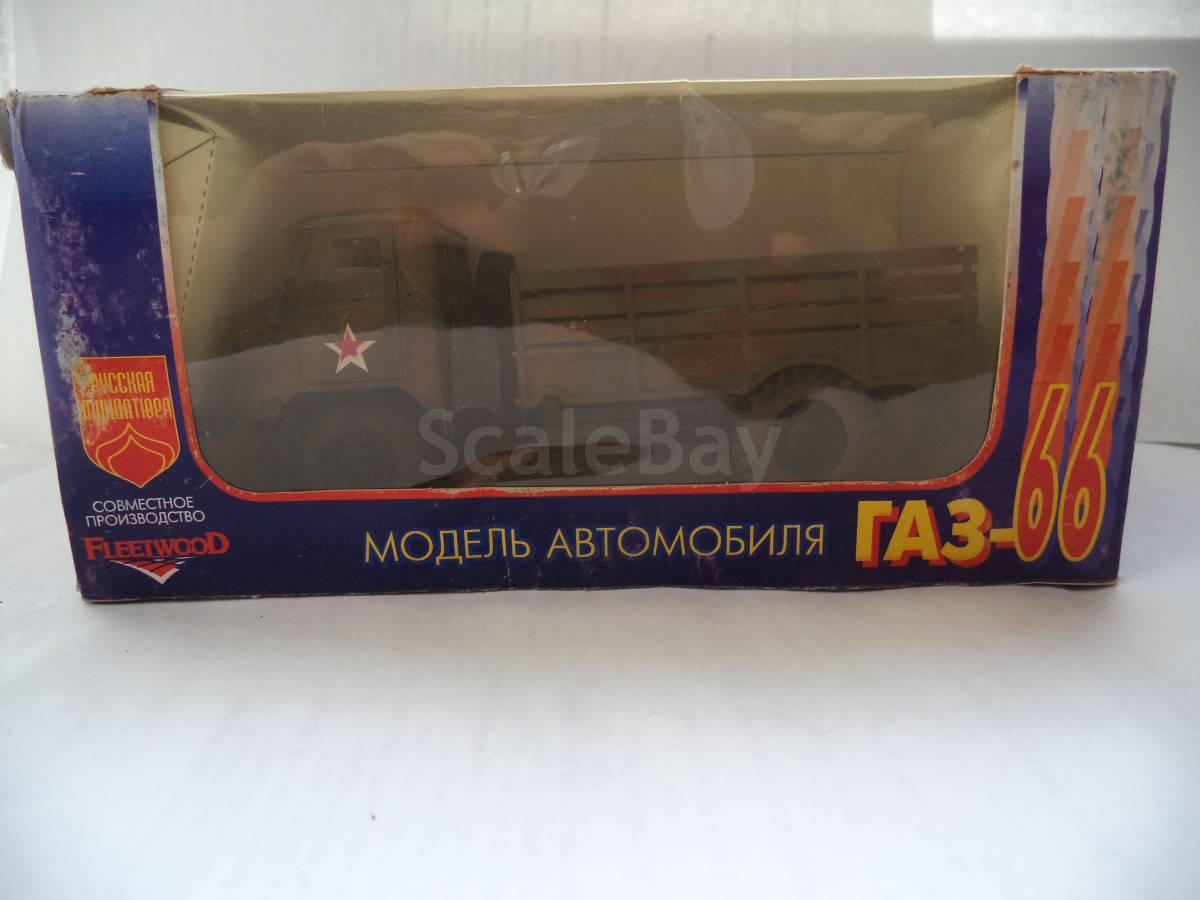 РУССКАЯ
МИНИАТЮРА
СОВМЕСТНОЕ
ПРОИЗВОДСТВО
FLEETWOOD
МОДЕЛЬ АВТОМОБИЛЯ
ГАЗ-66
ScaleBay